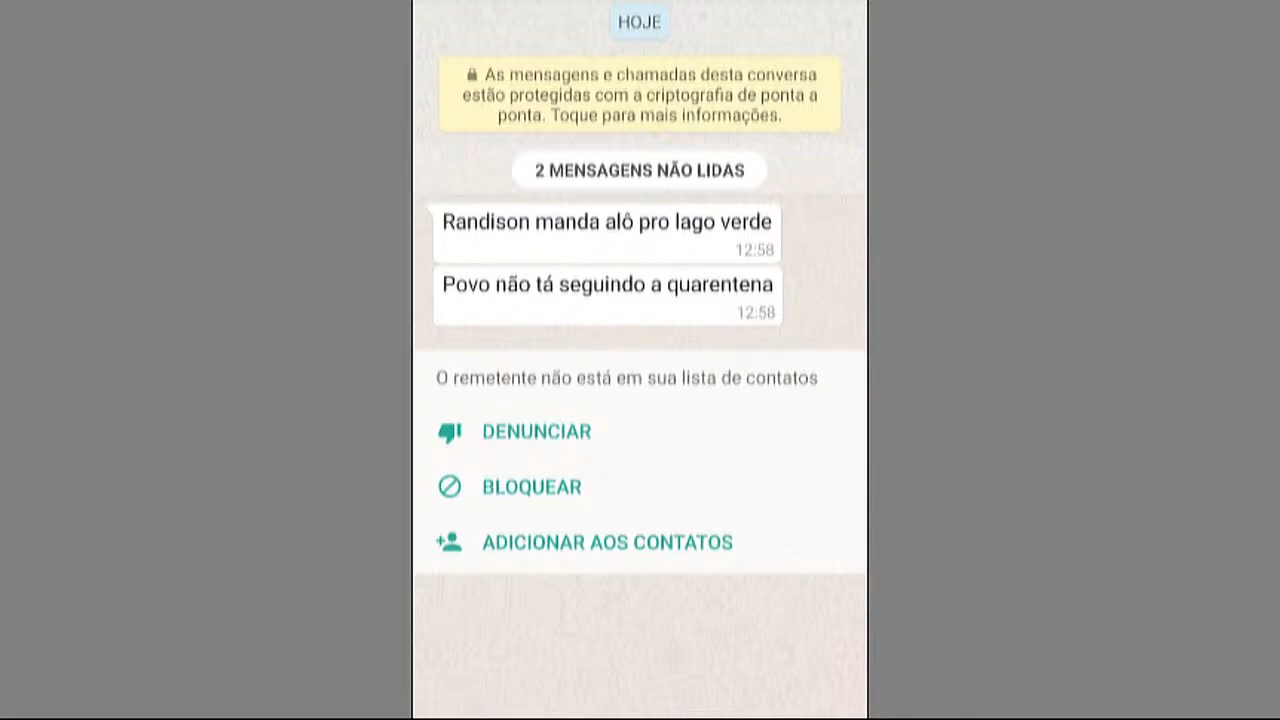 HOJE
As mensagens e chamadas desta conversa
estão protegidas com a criptografia de ponta a
ponta. Toque para mais informações.
2 MENSAGENS NÃO LIDAS
Randison manda alô pro lago verde
12:58
Povo não tá seguindo a quarentena
12:58
O remetente não está em sua lista de contatos
DENUNCIAR
BLOQUEAR
ADICIONAR AOS CONTATOS